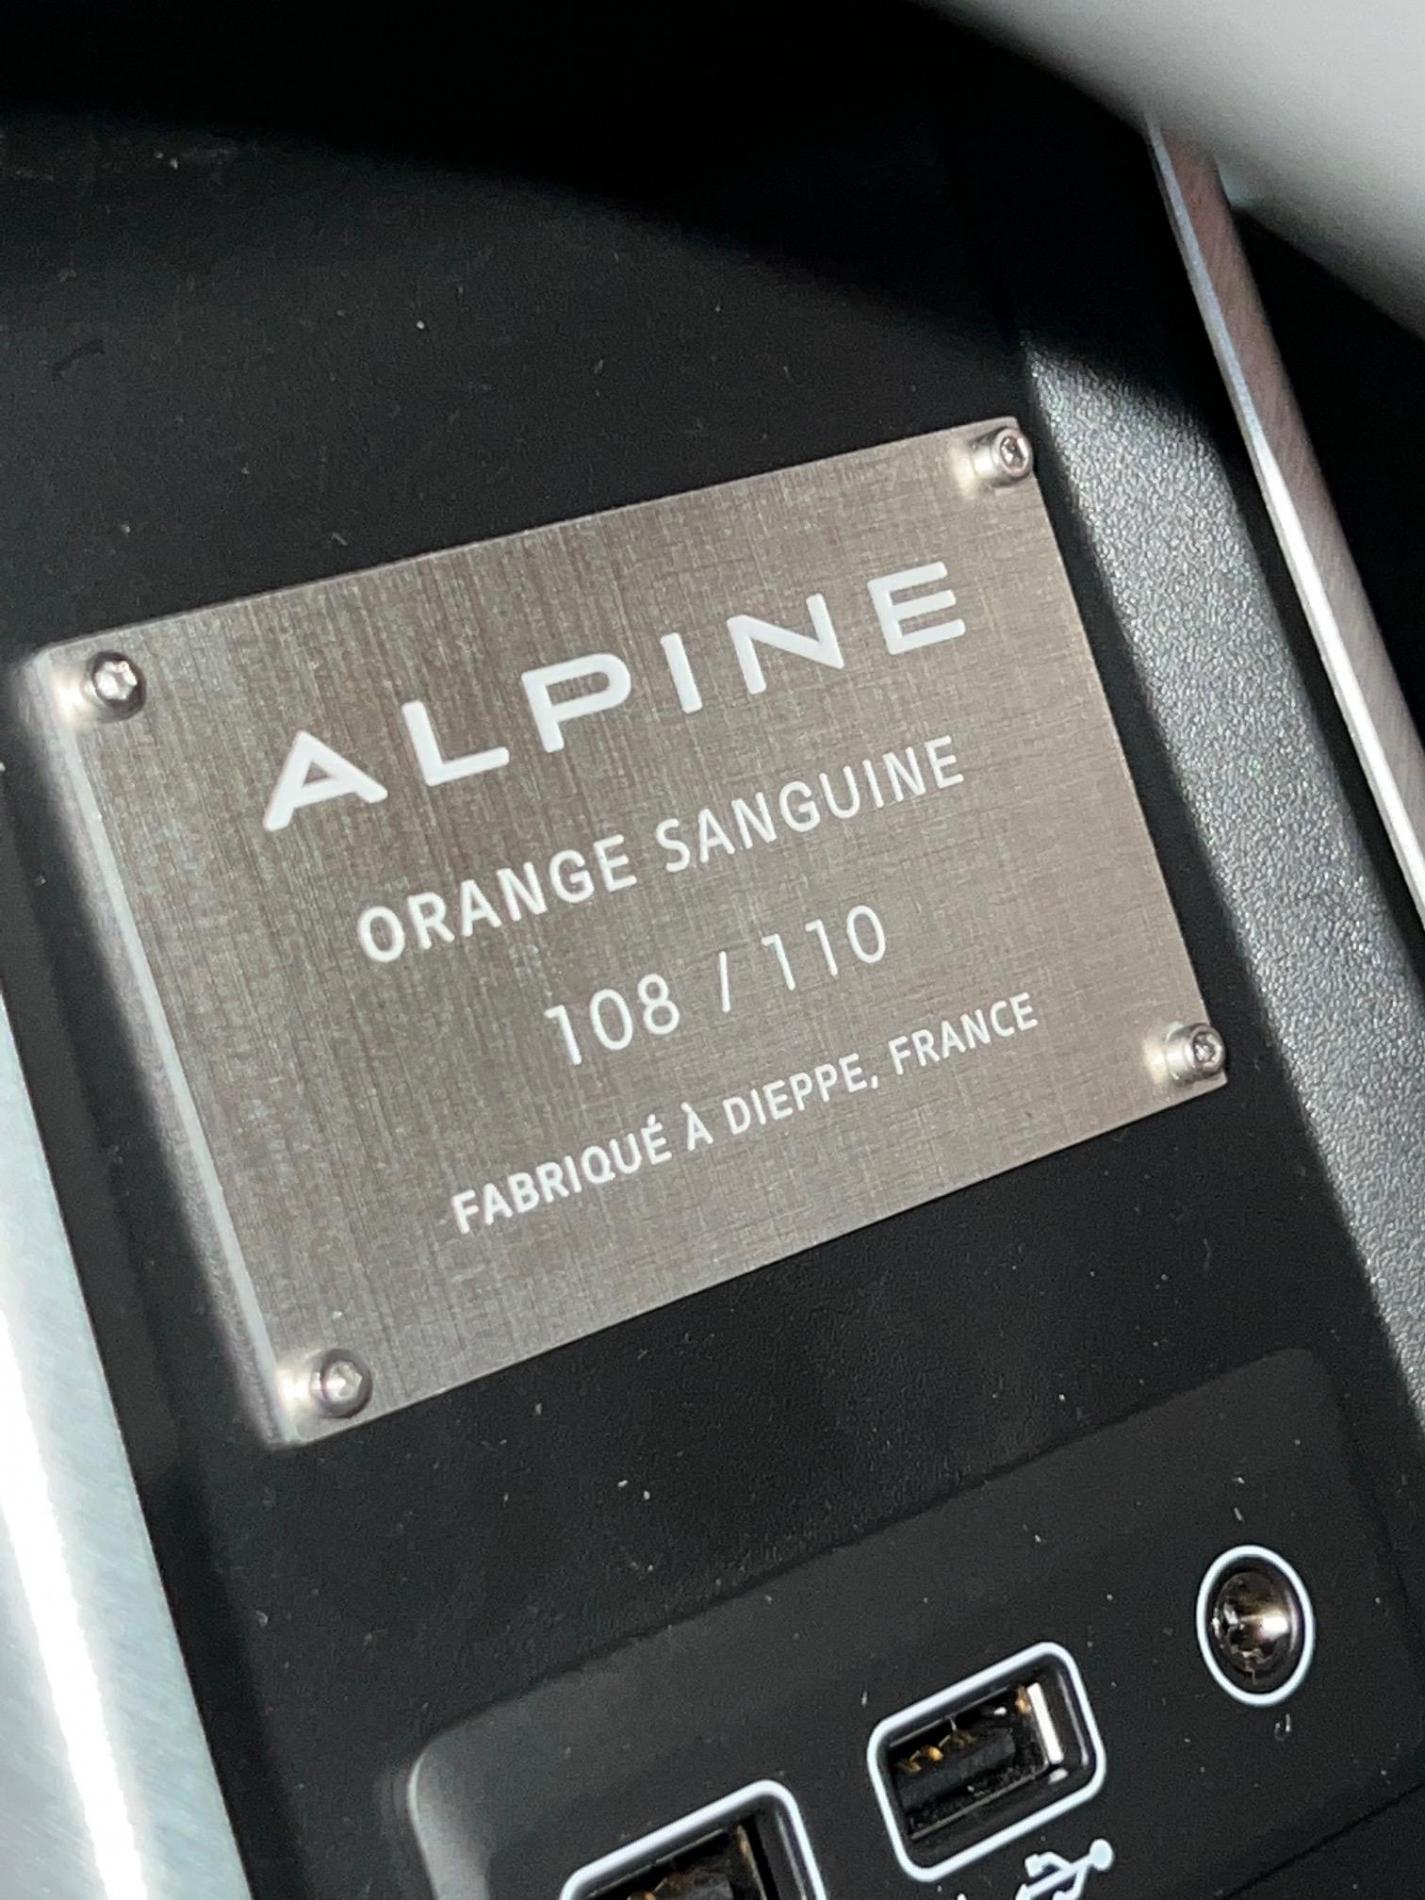 ALPINE
ORANGE SANGUINE
108 / 110
FABRIQUÉ À DIEPPE, FRANCE